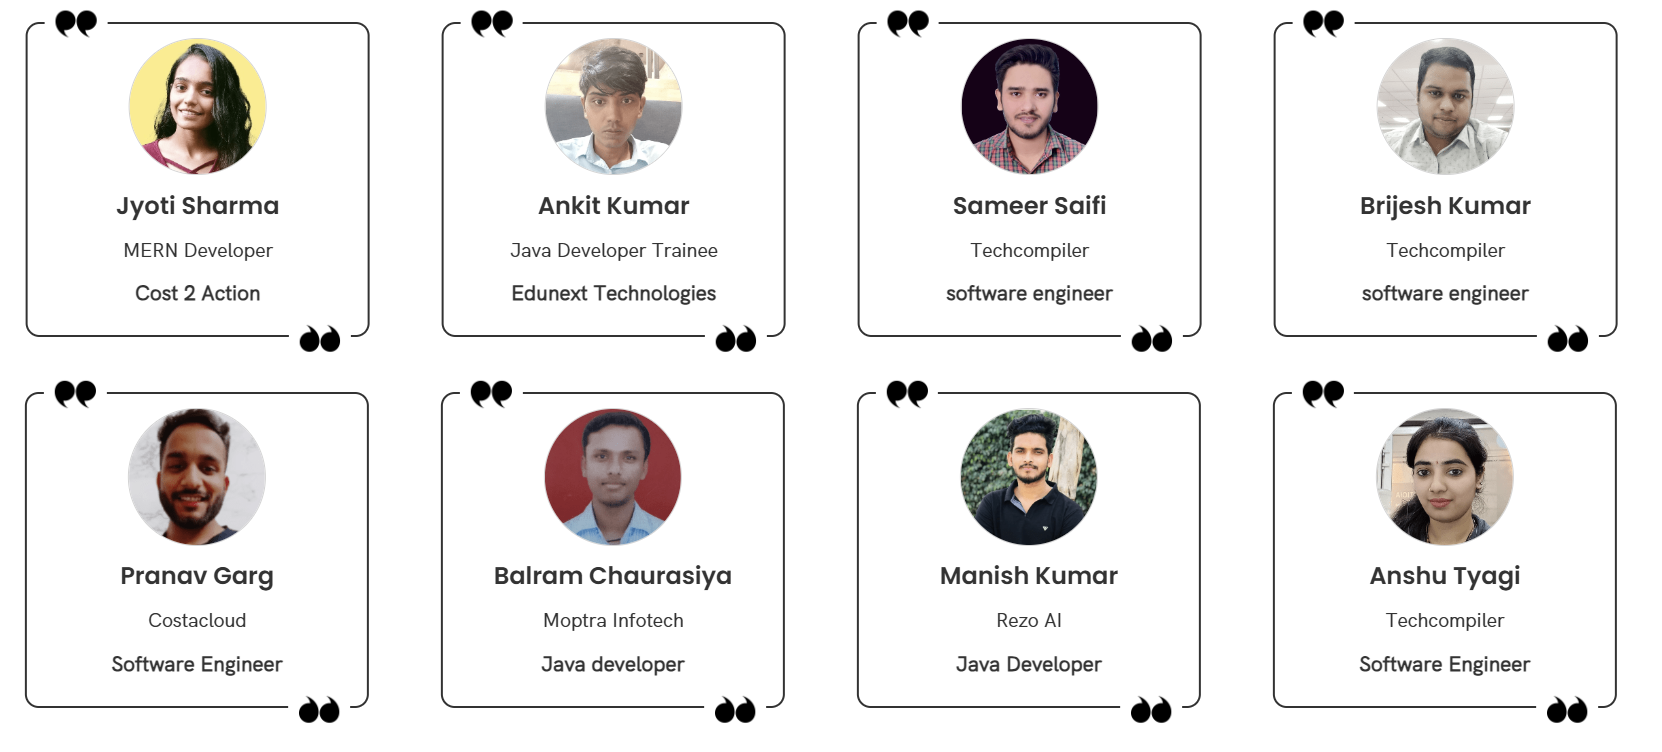 Jyoti Sharma
MERN Developer
Cost 2 Action
Ankit Kumar
Java Developer Trainee
Edunext Technologies
Sameer Saifi
Techcompiler
software engineer
Brijesh Kumar
Techcompiler
software engineer
Pranav Garg
Costacloud
Software Engineer
Balram Chaurasiya
Moptra Infotech
Java developer
Manish Kumar
Rezo AI
Java Developer
Anshu Tyagi
Techcompiler
Software Engineer